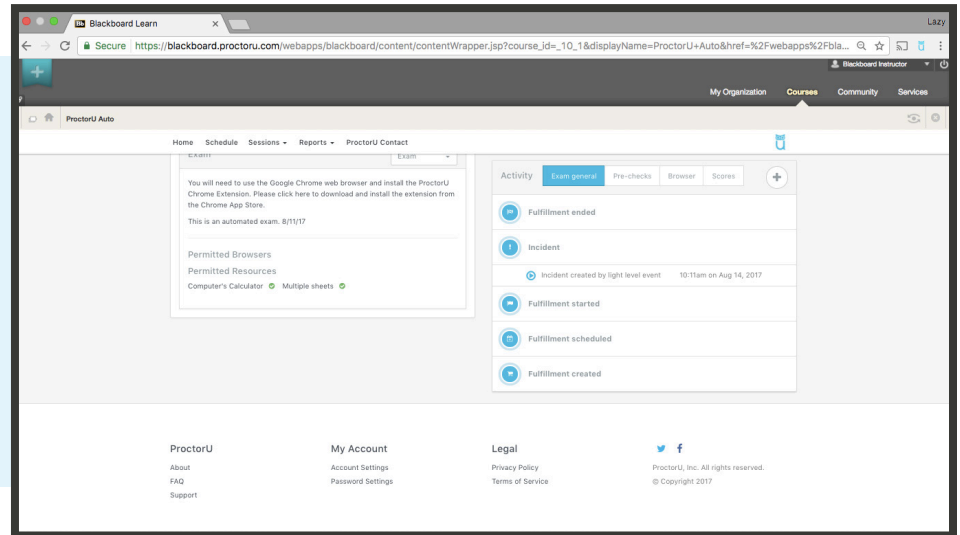 Blackboard Learn
Lazy
Secure https://blackboard.proctoru.com/webapps/blackboard/content/contentWrapper.jsp?course_id=_10_1&displayName=ProctorU+Auto&href=%2Fwebapps%2Fbla...
Blackboard Instructor
My Organization Courses Community Services
ProctorU Auto
Home Schedule Sessions Reports ProctorU Contact
Exam Exam
You will need to use the Google Chrome web browser and install the ProctorU
Chrome Extension. Please click here to download and install the extension from
the Chrome App Store.
This is an automated exam. 8/11/17
Permitted Browsers
Permitted Resources
Computer's Calculator Multiple sheets
Activity Exam general Pre-checks Browser Scores
Fulfillment ended
Incident
Incident created by light level event 10:11am on Aug 14, 2017
Fulfillment started
Fulfillment scheduled
Fulfillment created
ProctorU My Account Legal
About Account Settings Privacy Policy ProctorU, Inc. All rights reserved.
FAQ Password Settings Terms of Service © Copyright 2017
Support